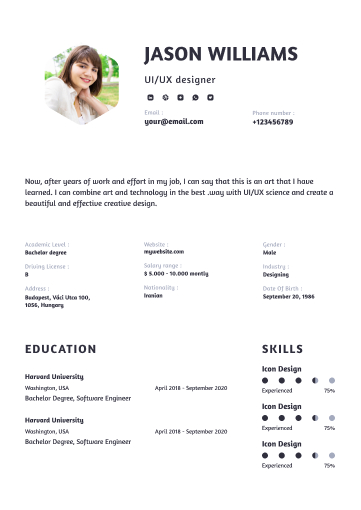 JASON WILLIAMS
UI/UX designer
Email :
your@email.com
Phone number :
+123456789
Now, after years of work and effort in my job, I can say that this is an art that I have
learned. I can combine art and technology in the best .way with UI/UX science and create a
beautiful and effective creative design.
Academic Level :
Bachelor degree
Website :
mywebsite.com
Gender :
Male
Driving License :
B
Salary range :
$ 5.000 - 10.000 montly
Industry :
Designing
Address :
Budapest, Váci Utca 100,
1056, Hungary
Nationality :
Iranian
Date Of Birth :
September 20, 1986
EDUCATION
Harvard University
Washington, USA
April 2018 - September 2020
Bachelor Degree, Software Engineer
Harvard University
Washington, USA
April 2018 - September 2020
Bachelor Degree, Software Engineer
SKILLS
Icon Design
Experienced
75%
Icon Design
Experienced
75%
Icon Design
Experienced
75%